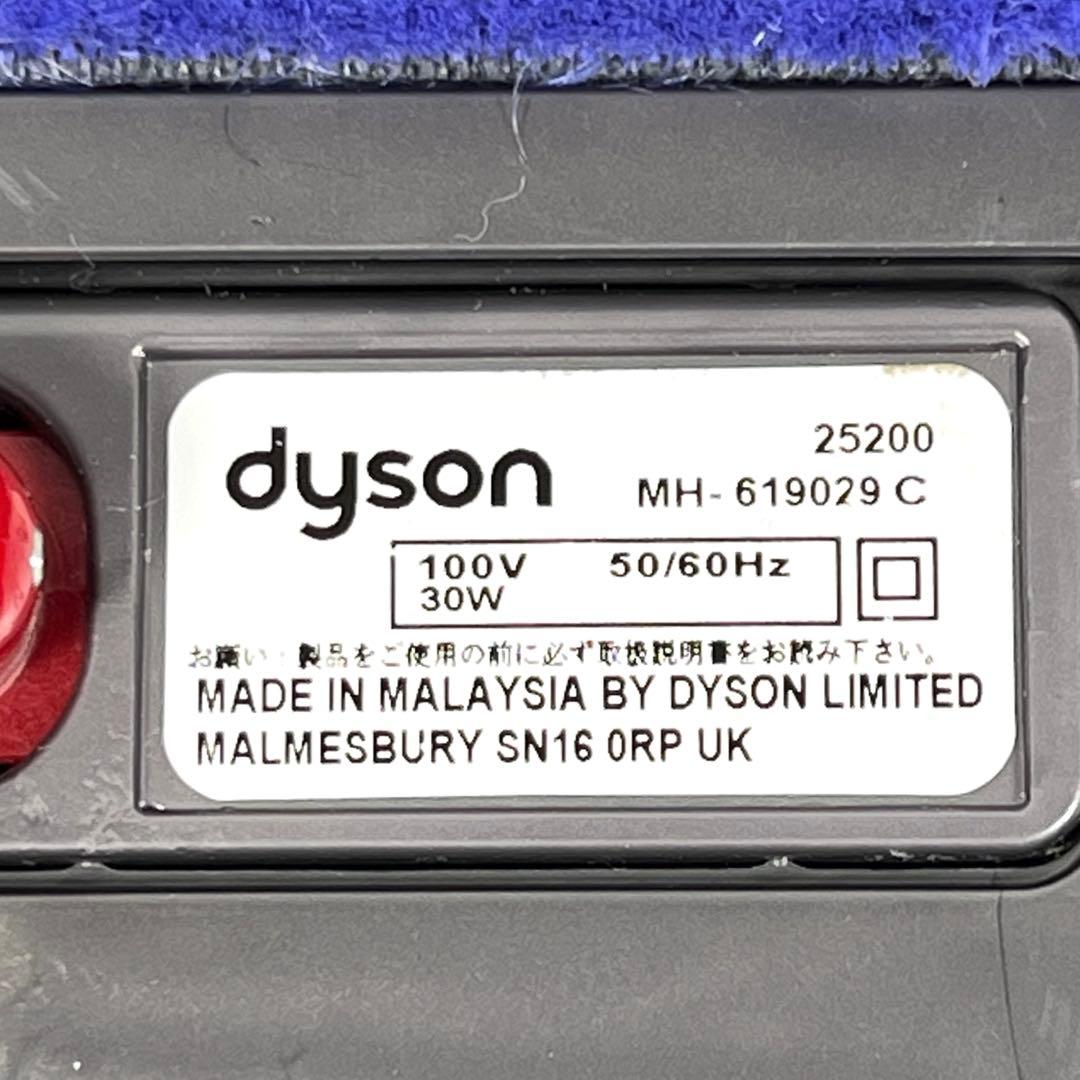 dyson
25200
MH- 619029 C
100V 50/60Hz
30W
お願い:製品をご使用の前に必ず取扱説明書をお読み下さい。
MADE IN MALAYSIA BY DYSON LIMITED
MALMESBURY SN16 0RP UK